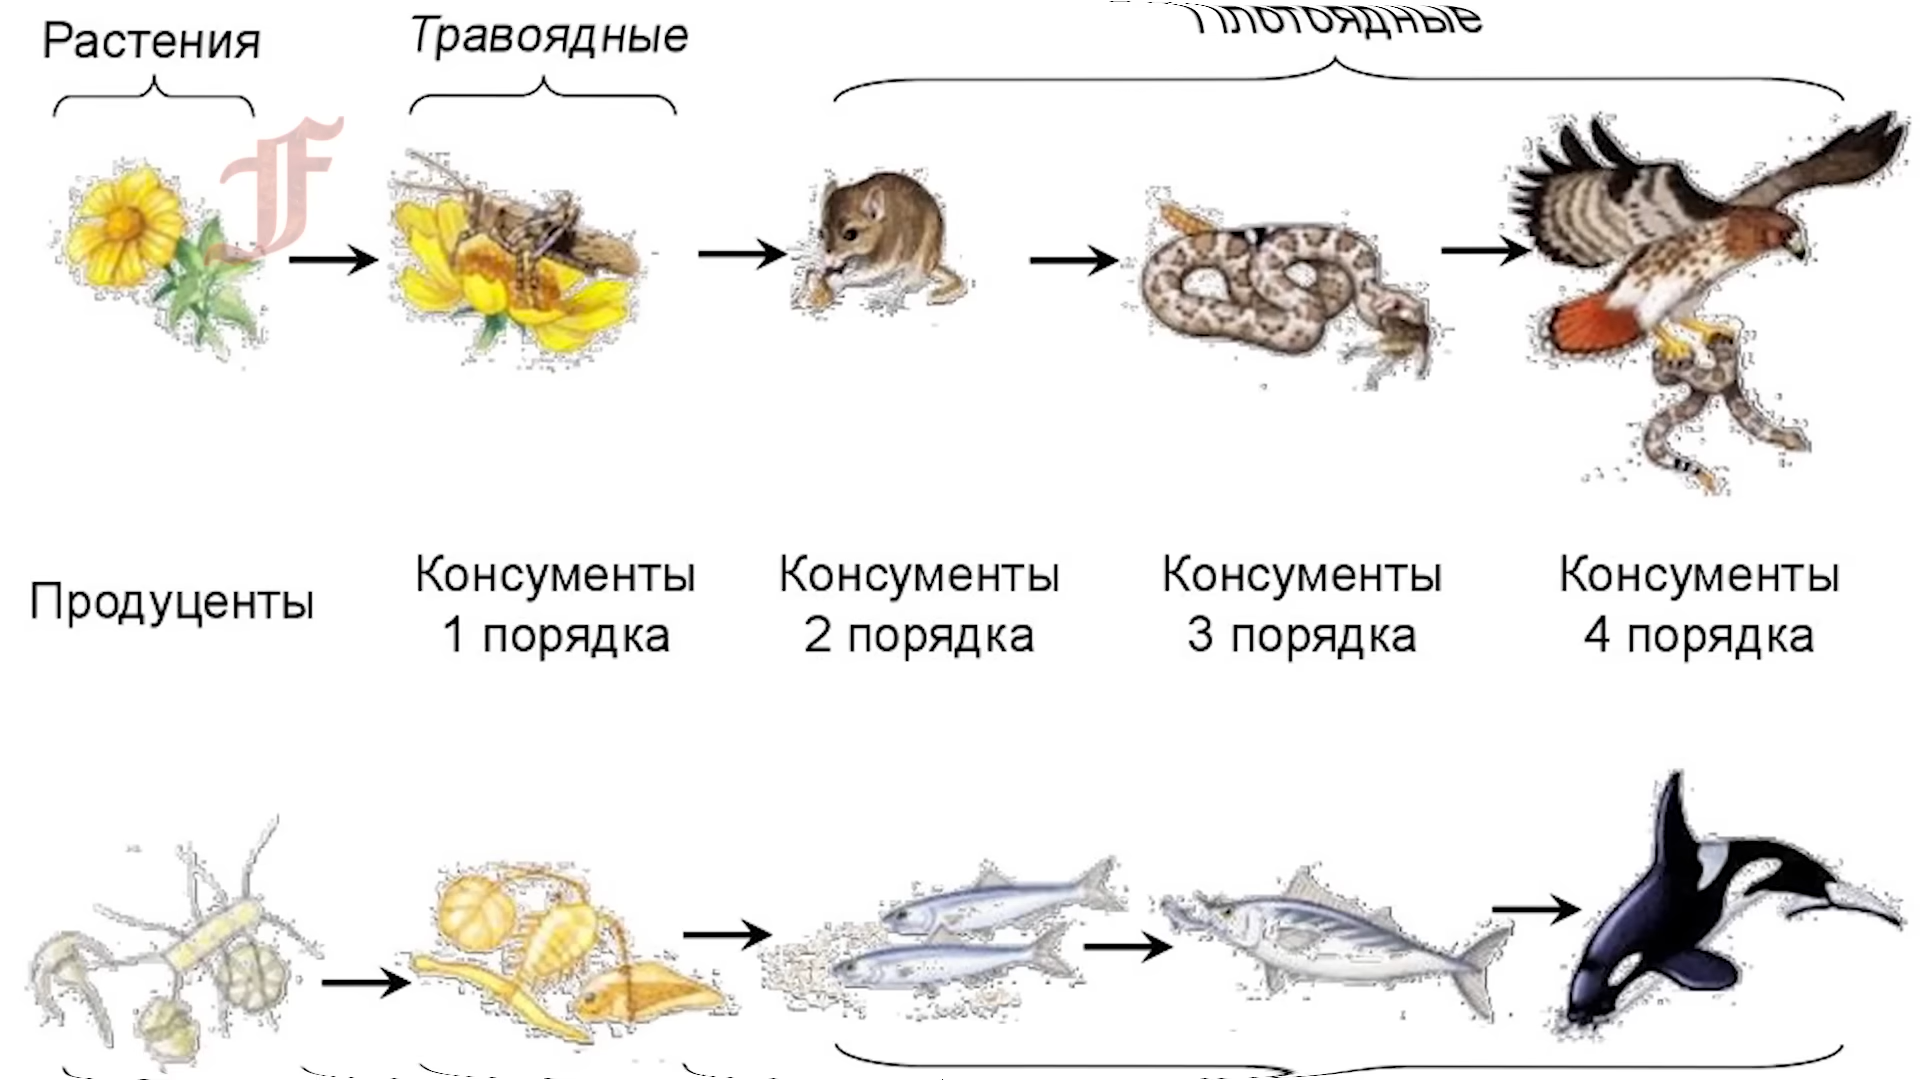 Растения
Травоядные
Плотоядные
Продуценты
Консументы
1 порядка
Консументы
2 порядка
Консументы
3 порядка
Консументы
4 порядка